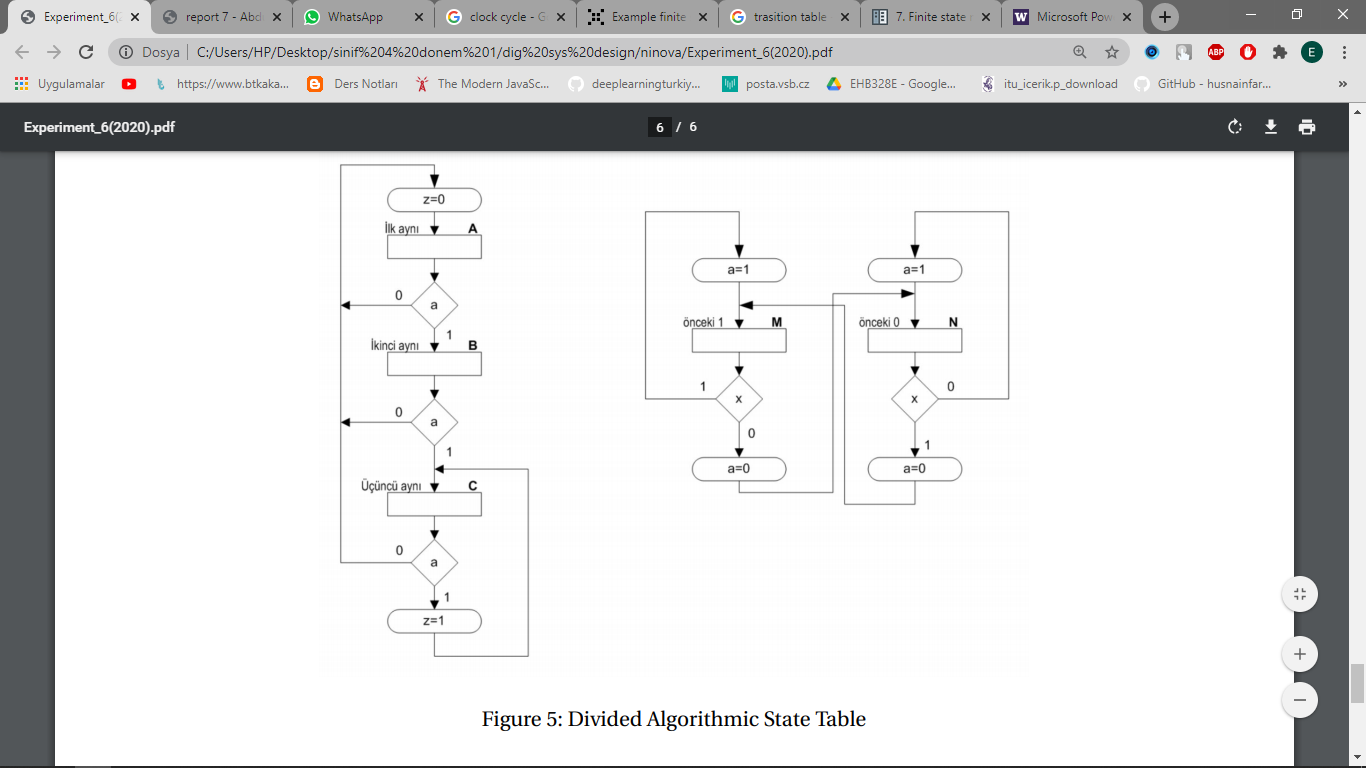 Experiment_6(2
report 7 - Abd
WhatsApp
clock cycle - G
Example finite
trasition table
7. Finite state
Microsoft Pow
Dosya | C:/Users/HP/Desktop/sinif%204%20donem%201/dig%20sys%20design/ninova/Experiment_6(2020).pdf
ABP
E
Uygulamalar
https://www.btkaka...
Ders Notları
The Modern JavaSc...
deeplearningturkiy...
posta.vsb.cz
EHB328E - Google...
itu_icerik.p_download
GitHub - husnainfar...
»
Experiment_6(2020).pdf
6 / 6
z=0
İlk aynı A
0
a
1
İkinci aynı B
0
a
1
Üçüncü aynı C
0
a
1
z=1
a=1
önceki 1 M
1
x
0
a=0
a=1
önceki 0 N
0
x
1
a=0
Figure 5: Divided Algorithmic State Table